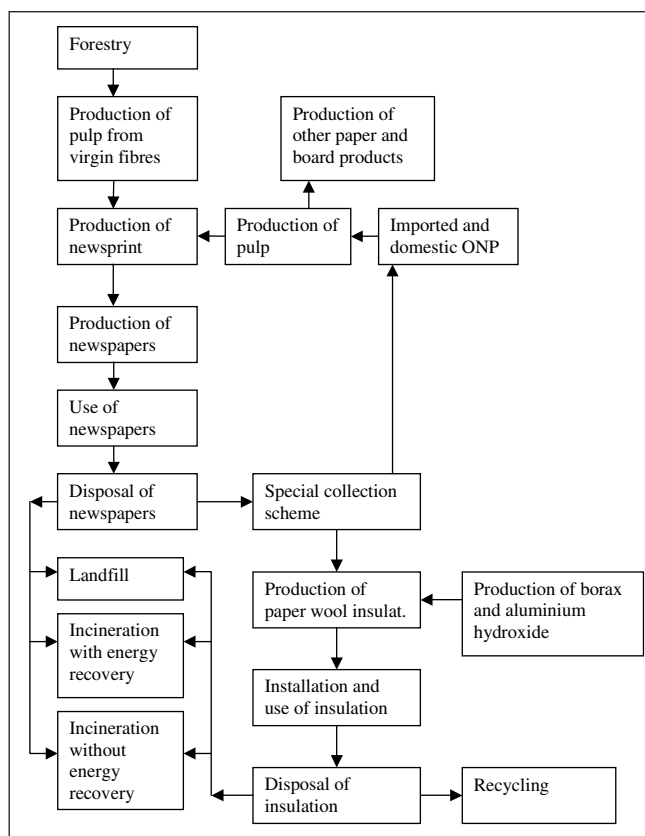 Forestry
Production of
pulp from
virgin fibres
Production of
other paper and
board products
Production of
newsprint
Production of
pulp
Imported and
domestic ONP
Production of
newspapers
Use of
newspapers
Disposal of
newspapers
Special collection
scheme
Landfill
Production of
paper wool insulat.
Production of borax
and aluminium
hydroxide
Incineration
with energy
recovery
Installation and
use of insulation
Incineration
without
energy
recovery
Disposal of
insulation
Recycling